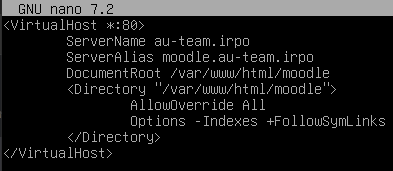 GNU nano 7.2
<VirtualHost *:80>
        ServerName au-team.irpo
        ServerAlias moodle.au-team.irpo
        DocumentRoot /var/www/html/moodle
        <Directory "/var/www/html/moodle">
                AllowOverride All
                Options -Indexes +FollowSymLinks
        </Directory>
</VirtualHost>